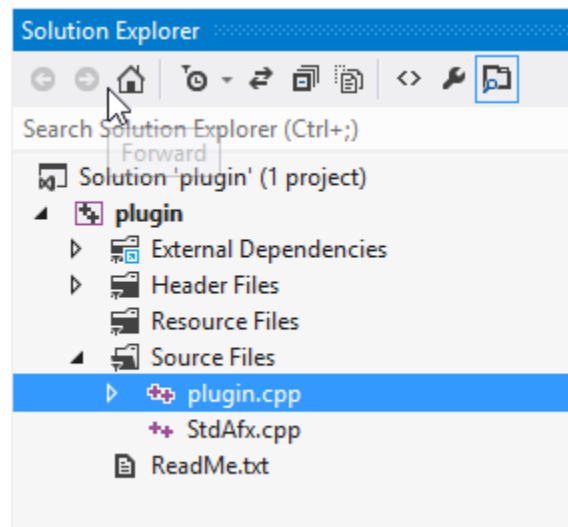 Solution Explorer
Search Solution Explorer (Ctrl+;)
Forward
Solution 'plugin' (1 project)
plugin
External Dependencies
Header Files
Resource Files
Source Files
plugin.cpp
StdAfx.cpp
ReadMe.txt